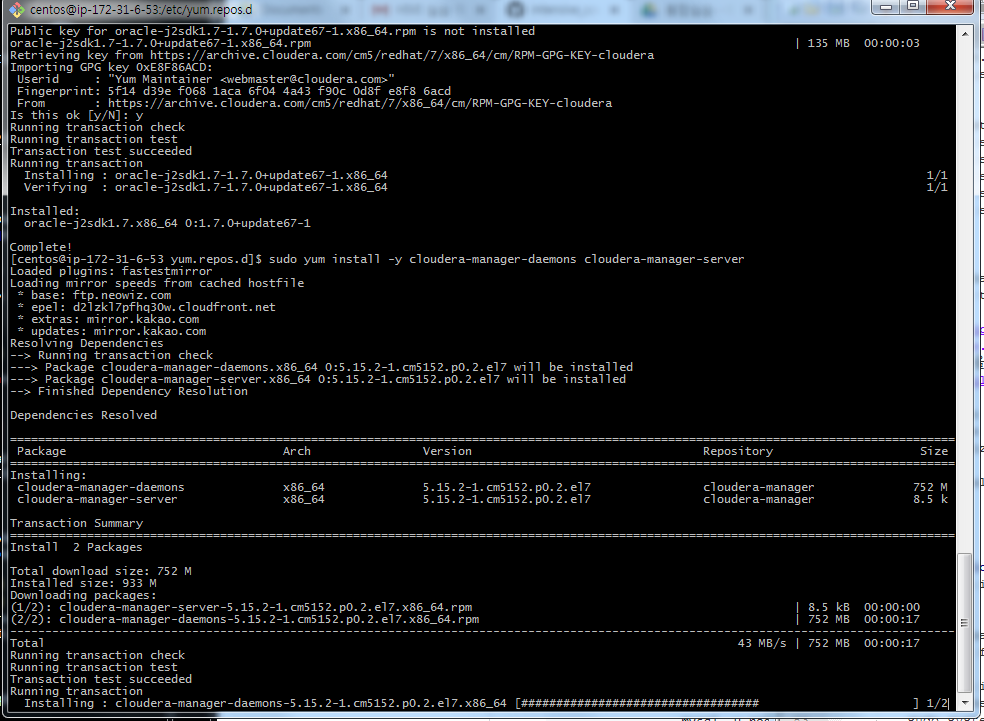 centos@ip-172-31-6-53:/etc/yum.repos.d
Public key for oracle-j2sdk1.7-1.7.0+update67-1.x86_64.rpm is not installed
oracle-j2sdk1.7-1.7.0+update67-1.x86_64.rpm | 135 MB 00:00:03
Retrieving key from https://archive.cloudera.com/cm5/redhat/7/x86_64/cm/RPM-GPG-KEY-cloudera
Importing GPG key 0xE8F86ACD:
Userid : "Yum Maintainer <webmaster@cloudera.com>"
Fingerprint: 5f14 d39e f068 1aca 6f04 4a43 f90c 0d8f e8f8 6acd
From : https://archive.cloudera.com/cm5/redhat/7/x86_64/cm/RPM-GPG-KEY-cloudera
Is this ok [y/N]: y
Running transaction check
Running transaction test
Transaction test succeeded
Running transaction
Installing : oracle-j2sdk1.7-1.7.0+update67-1.x86_64 1/1
Verifying : oracle-j2sdk1.7-1.7.0+update67-1.x86_64 1/1
Installed:
oracle-j2sdk1.7.x86_64 0:1.7.0+update67-1
Complete!
[centos@ip-172-31-6-53 yum.repos.d]$ sudo yum install -y cloudera-manager-daemons cloudera-manager-server
Loaded plugins: fastestmirror
Loading mirror speeds from cached hostfile
* base: ftp.neowiz.com
* epel: d2lzkl7pfhq30w.cloudfront.net
* extras: mirror.kakao.com
* updates: mirror.kakao.com
Resolving Dependencies
--> Running transaction check
---> Package cloudera-manager-daemons.x86_64 0:5.15.2-1.cm5152.p0.2.el7 will be installed
---> Package cloudera-manager-server.x86_64 0:5.15.2-1.cm5152.p0.2.el7 will be installed
--> Finished Dependency Resolution
Dependencies Resolved
Package Arch Version Repository Size
Installing:
cloudera-manager-daemons x86_64 5.15.2-1.cm5152.p0.2.el7 cloudera-manager 752 M
cloudera-manager-server x86_64 5.15.2-1.cm5152.p0.2.el7 cloudera-manager 8.5 k
Transaction Summary
Install 2 Packages
Total download size: 752 M
Installed size: 933 M
Downloading packages:
(1/2): cloudera-manager-server-5.15.2-1.cm5152.p0.2.el7.x86_64.rpm | 8.5 kB 00:00:00
(2/2): cloudera-manager-daemons-5.15.2-1.cm5152.p0.2.el7.x86_64.rpm | 752 MB 00:00:17
Total 43 MB/s | 752 MB 00:00:17
Running transaction check
Running transaction test
Transaction test succeeded
Running transaction
Installing : cloudera-manager-daemons-5.15.2-1.cm5152.p0.2.el7.x86_64 [################################## ] 1/2